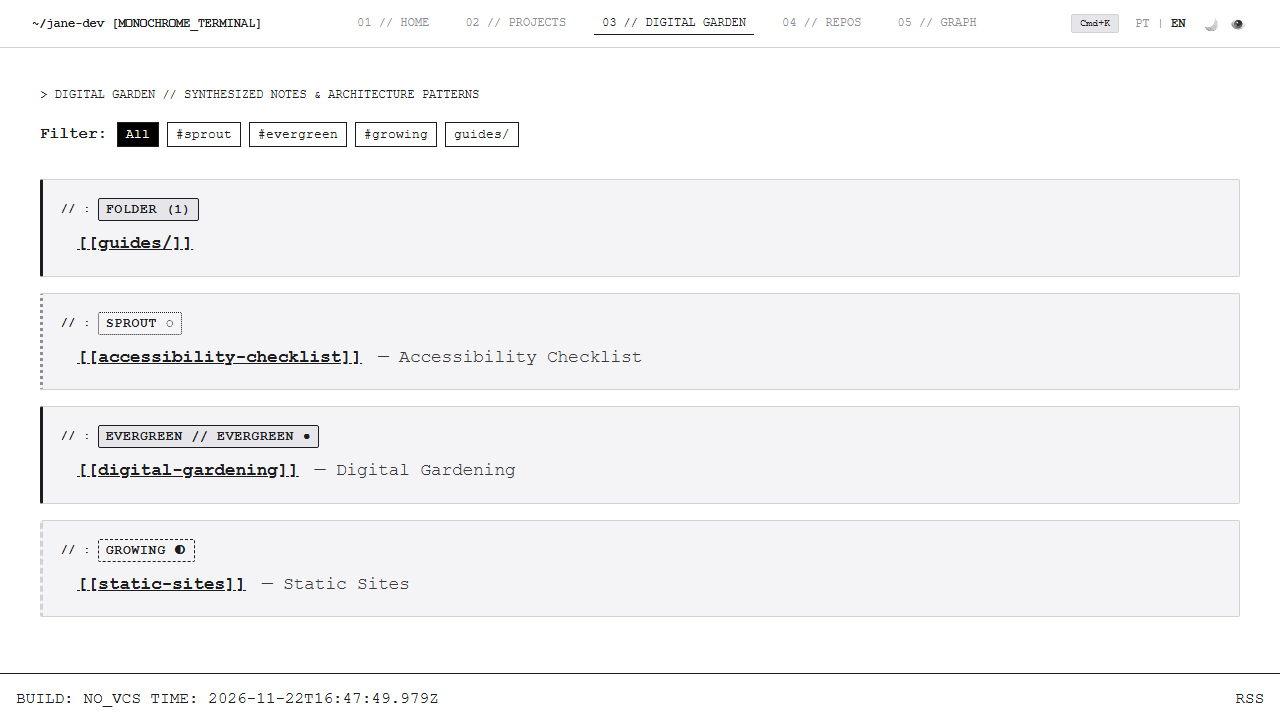 ~/jane-dev [MONOCHROME_TERMINAL]
01 // HOME
02 // PROJECTS
03 // DIGITAL GARDEN
04 // REPOS
05 // GRAPH
Cmd+K
PT | EN
> DIGITAL GARDEN // SYNTHESIZED NOTES & ARCHITECTURE PATTERNS
Filter: All #sprout #evergreen #growing guides/
// : FOLDER (1)
[[guides/]]
// : SPROUT ○
[[accessibility-checklist]] — Accessibility Checklist
// : EVERGREEN // EVERGREEN ●
[[digital-gardening]] — Digital Gardening
// : GROWING ◐
[[static-sites]] — Static Sites
BUILD: NO_VCS TIME: 2026-11-22T16:47:49.979Z
RSS